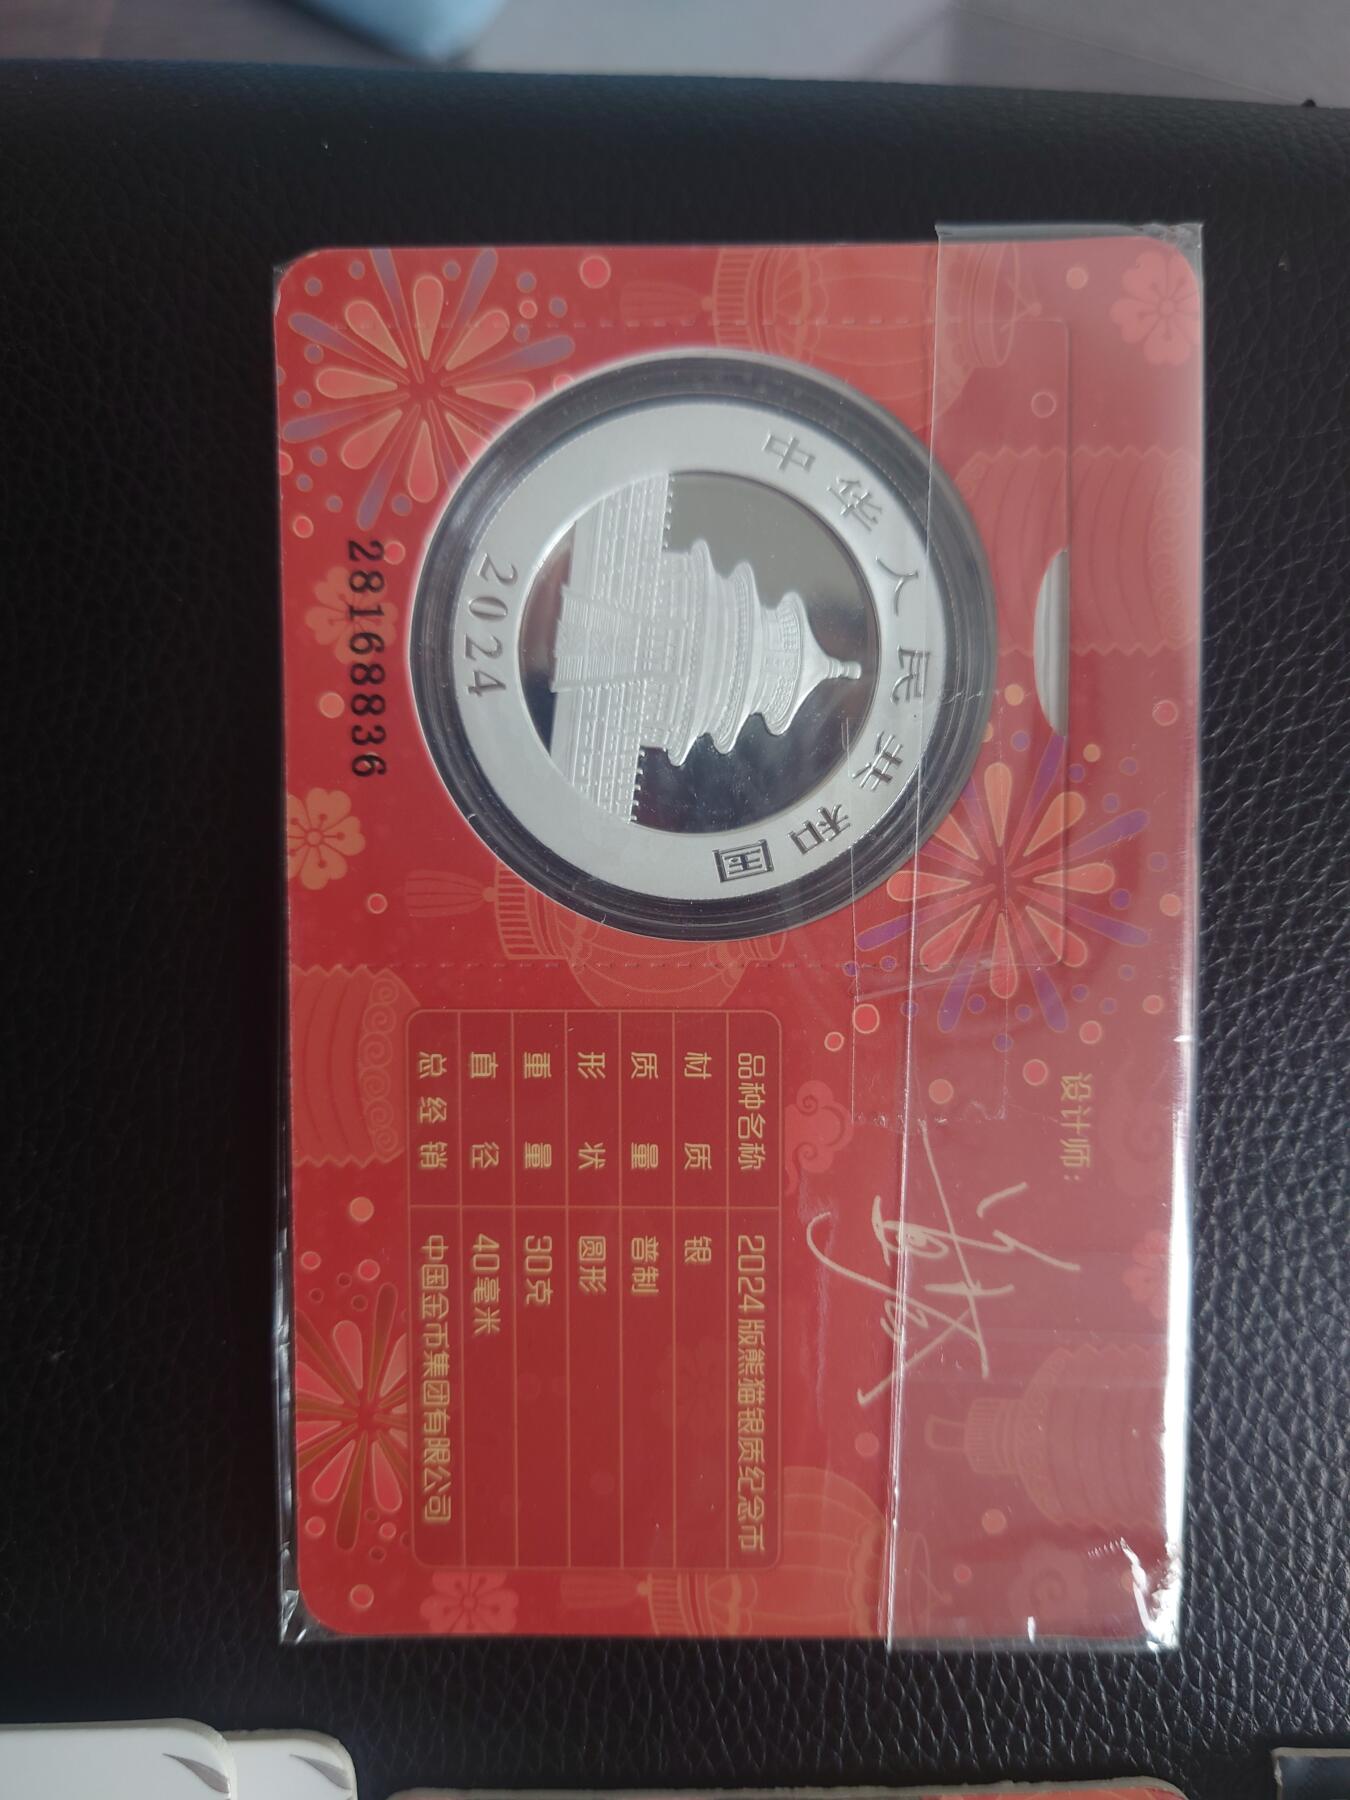 中华人民共和国
2024
28168836
设计师:
品种名称 2024版熊猫银质纪念币
材质 银
质量 普制
形状 圆形
重量 30克
直径 40毫米
总经销 中国金币集团有限公司